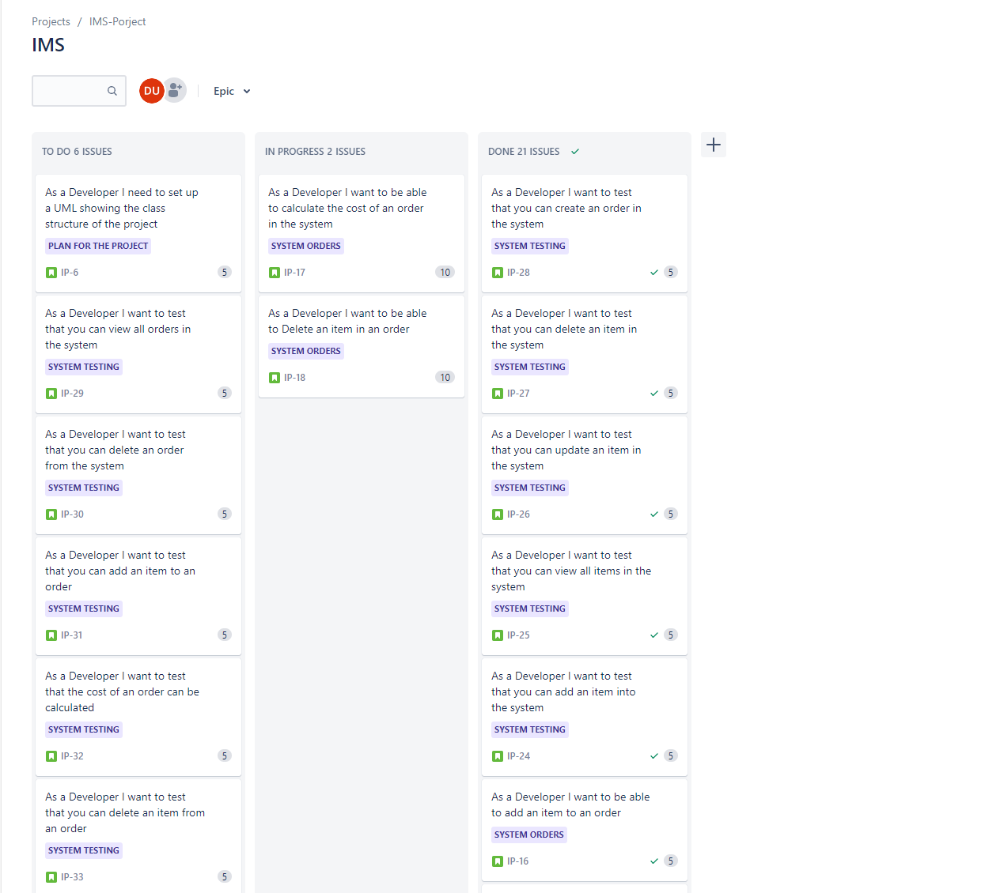 Projects / IMS-Porject
IMS
DU
Epic
TO DO 6 ISSUES
As a Developer I need to set up
a UML showing the class
structure of the project
PLAN FOR THE PROJECT
IP-6 5
As a Developer I want to test
that you can view all orders in
the system
SYSTEM TESTING
IP-29 5
As a Developer I want to test
that you can delete an order
from the system
SYSTEM TESTING
IP-30 5
As a Developer I want to test
that you can add an item to an
order
SYSTEM TESTING
IP-31 5
As a Developer I want to test
that the cost of an order can be
calculated
SYSTEM TESTING
IP-32 5
As a Developer I want to test
that you can delete an item from
an order
SYSTEM TESTING
IP-33 5
IN PROGRESS 2 ISSUES
As a Developer I want to be able
to calculate the cost of an order
in the system
SYSTEM ORDERS
IP-17 10
As a Developer I want to be able
to Delete an item in an order
SYSTEM ORDERS
IP-18 10
DONE 21 ISSUES
As a Developer I want to test
that you can create an order in
the system
SYSTEM TESTING
IP-28 5
As a Developer I want to test
that you can delete an item in
the system
SYSTEM TESTING
IP-27 5
As a Developer I want to test
that you can update an item in
the system
SYSTEM TESTING
IP-26 5
As a Developer I want to test
that you can view all items in the
system
SYSTEM TESTING
IP-25 5
As a Developer I want to test
that you can add an item into
the system
SYSTEM TESTING
IP-24 5
As a Developer I want to be able
to add an item to an order
SYSTEM ORDERS
IP-16 5